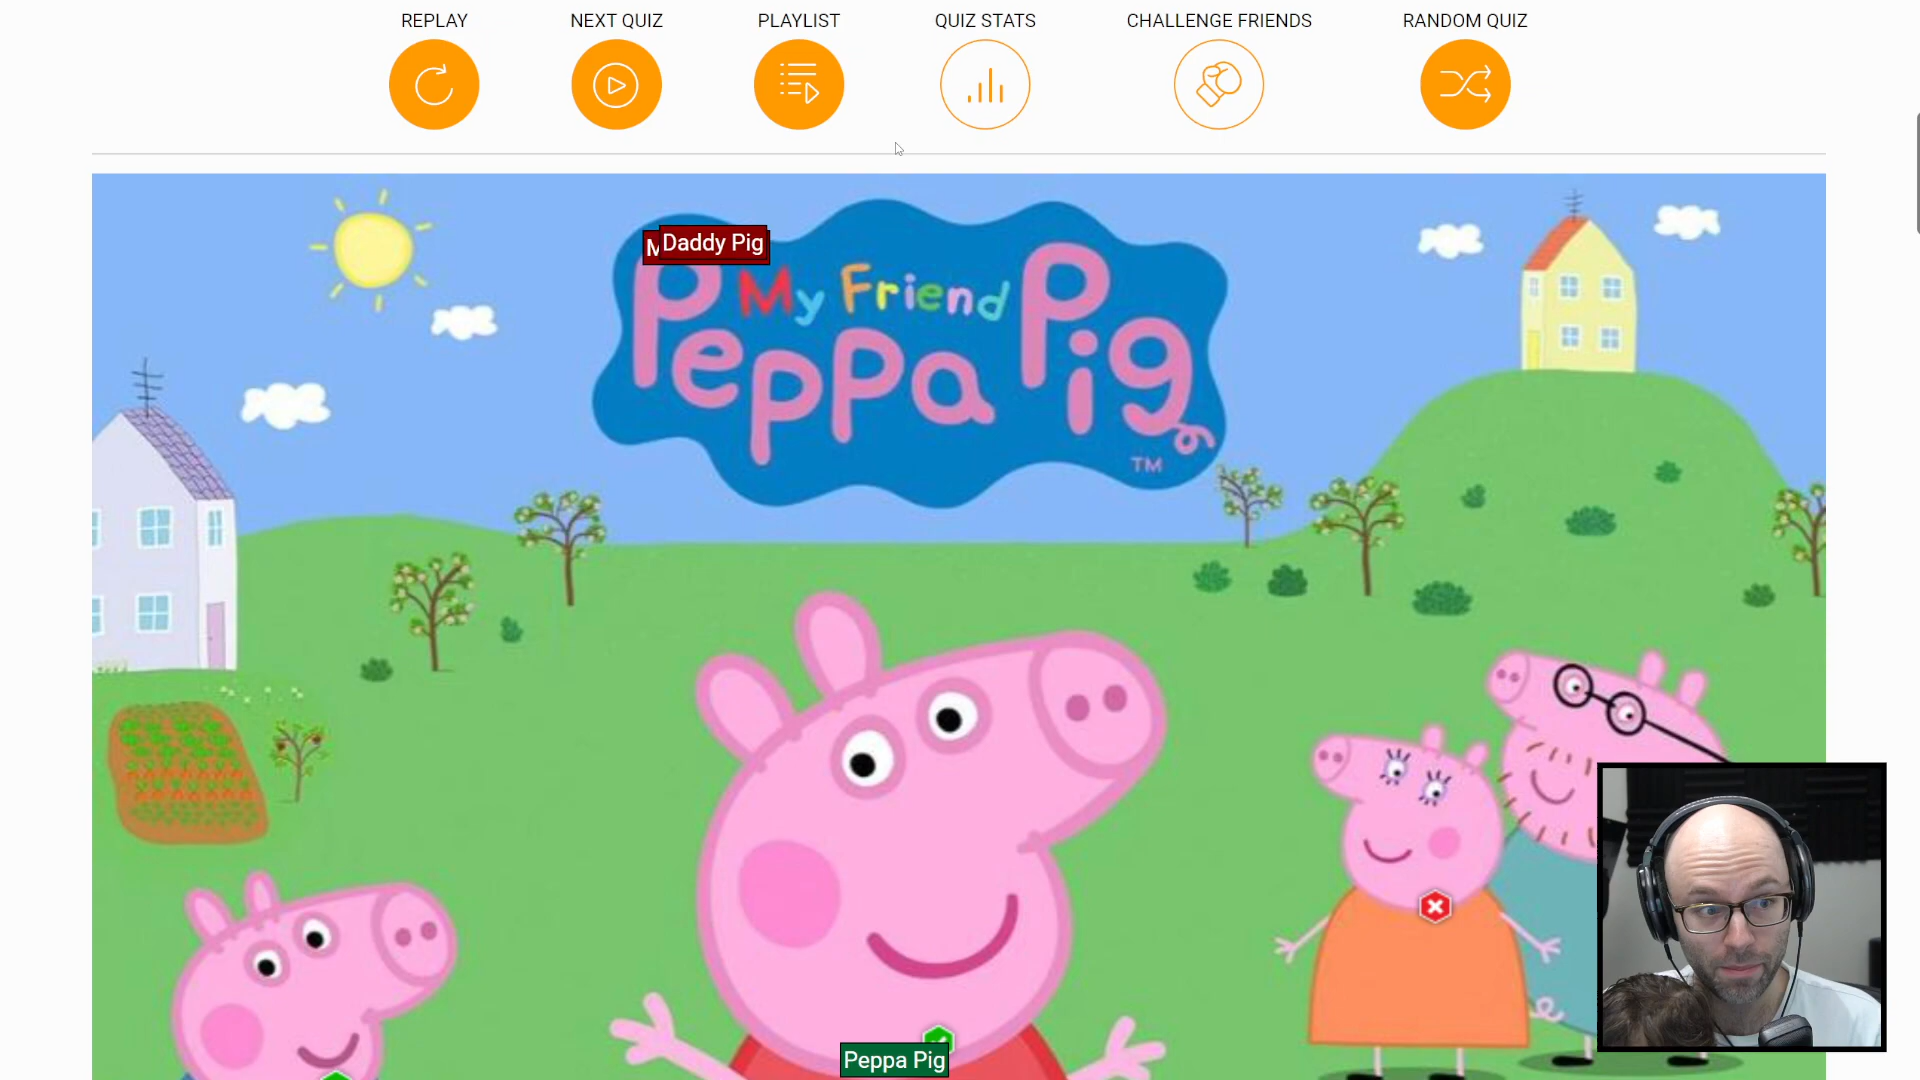 REPLAY
NEXT QUIZ
PLAYLIST
QUIZ STATS
CHALLENGE FRIENDS
RANDOM QUIZ
Daddy Pig
My Friend
Peppa Pig
TM
Peppa Pig